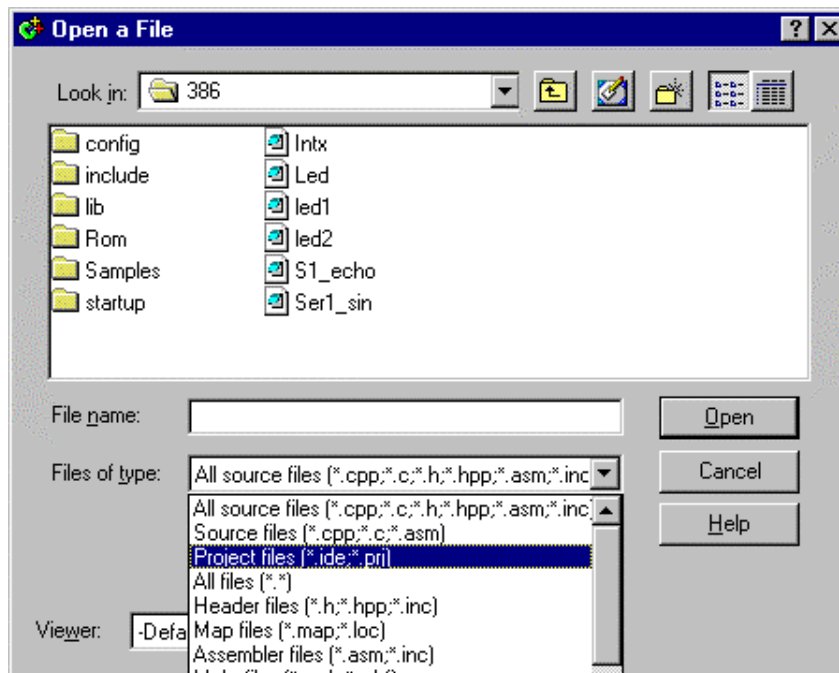 Open a File
Look in: 386
config
include
lib
Rom
Samples
startup
Intx
Led
led1
led2
S1_echo
Ser1_sin
File name:
Open
Files of type: All source files (*.cpp;*.c;*.h;*.hpp;*.asm;*.inc
Cancel
All source files (*.cpp;*.c;*.h;*.hpp;*.asm;*.inc)
Source files (*.cpp;*.c;*.asm)
Help
Project files (*.ide;*.prj)
All files (*.*)
Header files (*.h;*.hpp;*.inc)
Viewer: -Defa
Map files (*.map;*.loc)
Assembler files (*.asm;*.inc)